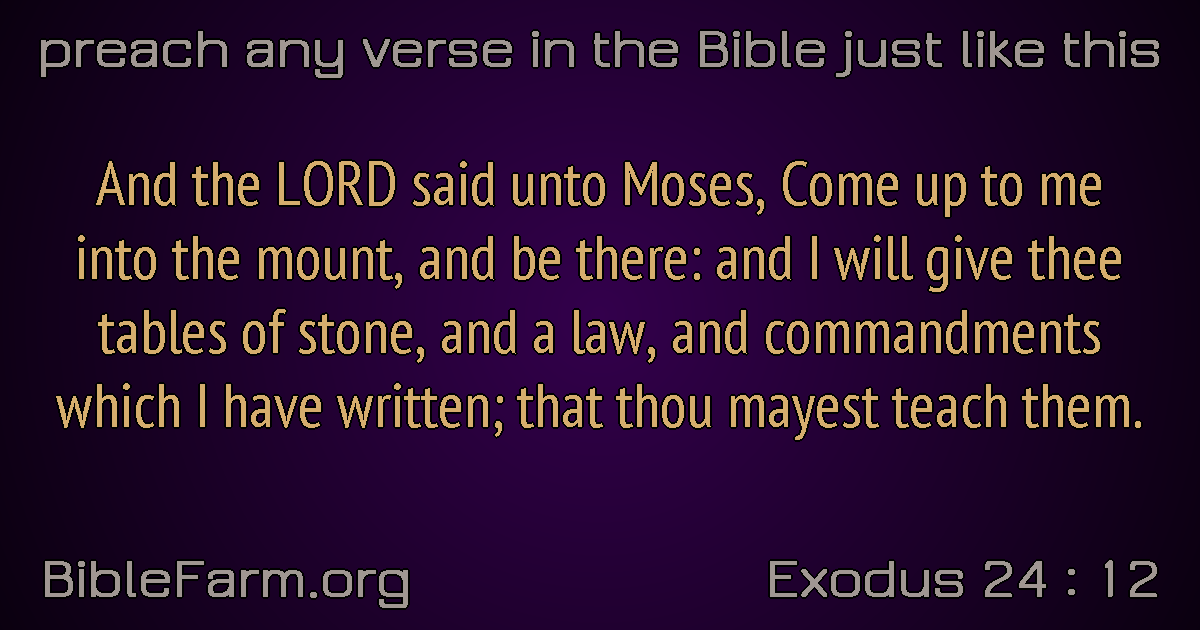 preach any verse in the Bible just like this
And the LORD said unto Moses, Come up to me
into the mount, and be there: and I will give thee
tables of stone, and a law, and commandments
which I have written; that thou mayest teach them.
BibleFarm.org
Exodus 24 : 12